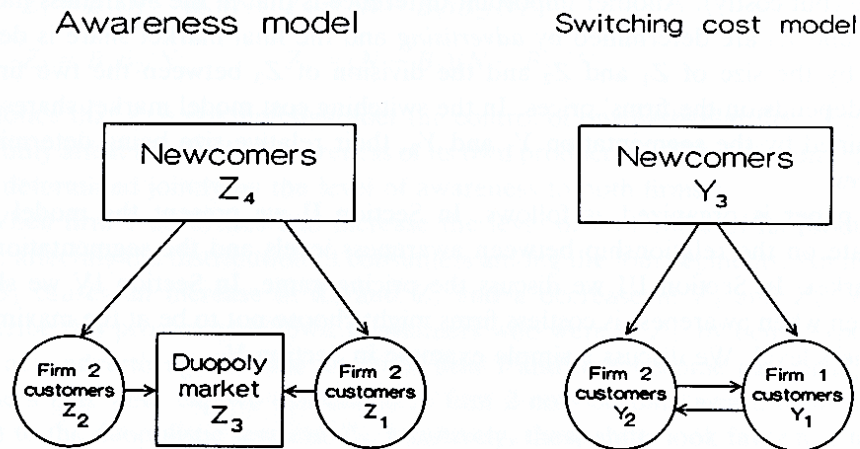 Awareness model
Switching cost model
Newcomers
Z4
Newcomers
Y3
Firm 2
customers
Z2
Duopoly
market
Z3
Firm 2
customers
Z1
Firm 2
customers
Y2
Firm 1
customers
Y1